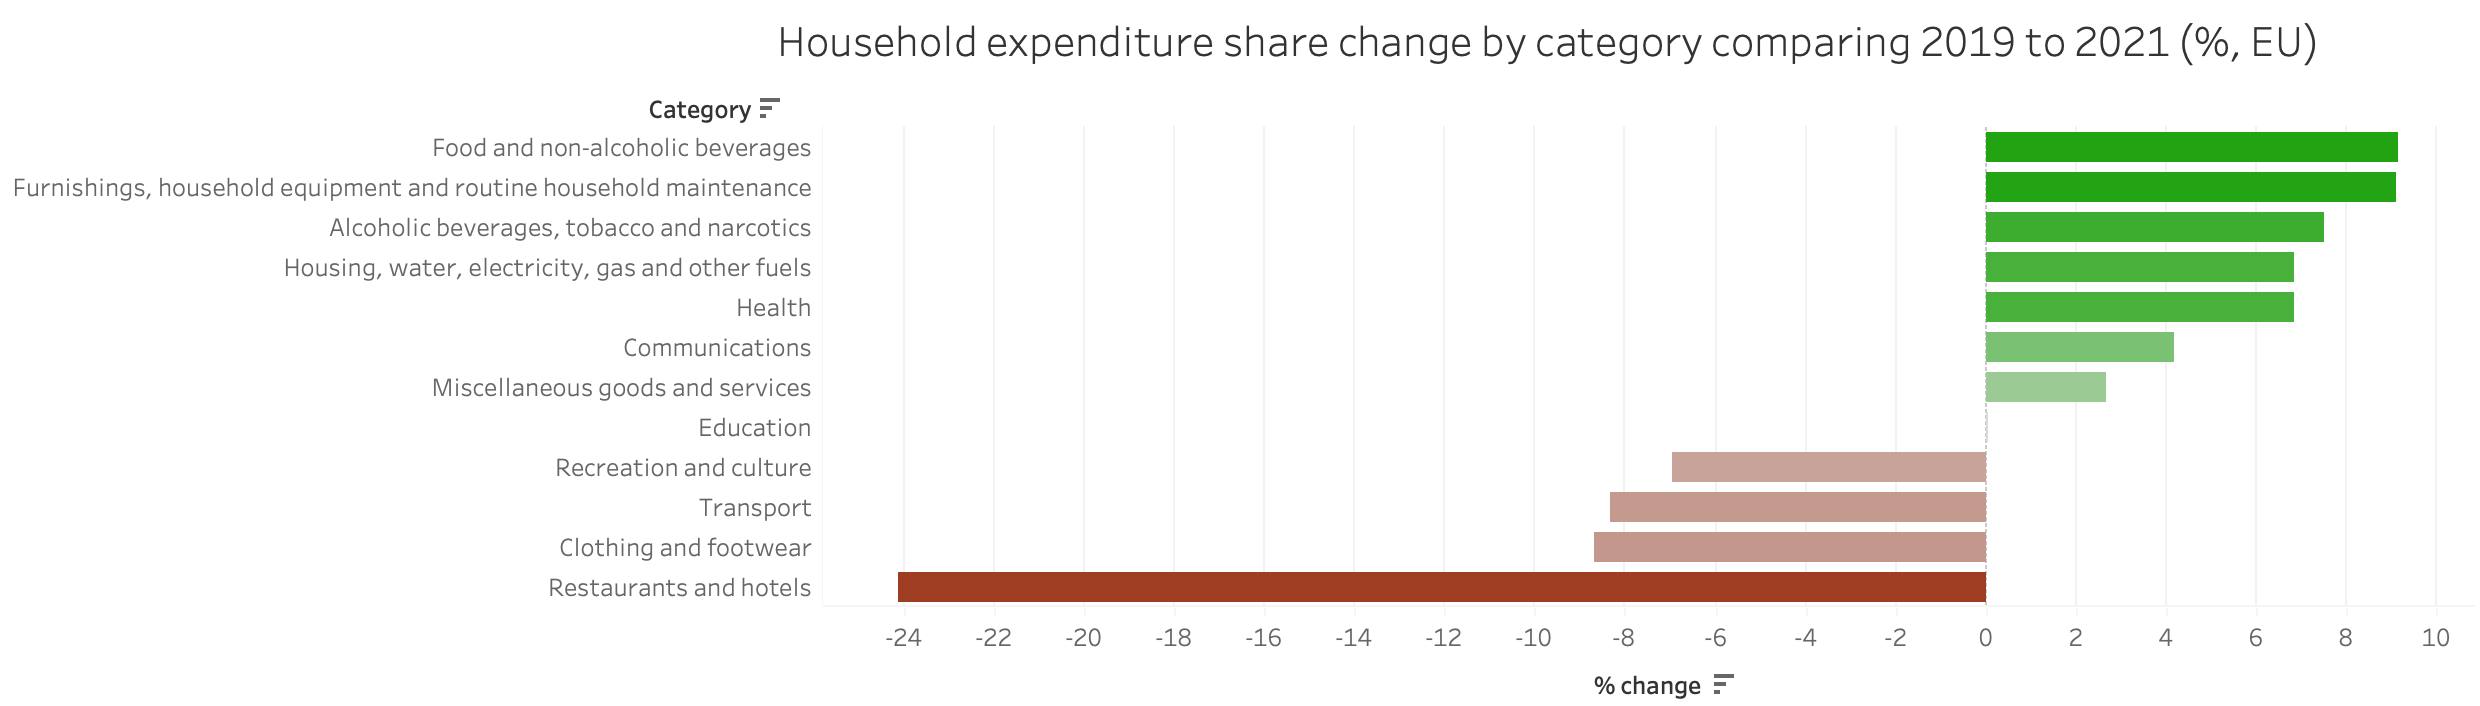 Household expenditure share change by category comparing 2019 to 2021 (%, EU)
Category
Food and non-alcoholic beverages
Furnishings, household equipment and routine household maintenance
Alcoholic beverages, tobacco and narcotics
Housing, water, electricity, gas and other fuels
Health
Communications
Miscellaneous goods and services
Education
Recreation and culture
Transport
Clothing and footwear
Restaurants and hotels
-24 -22 -20 -18 -16 -14 -12 -10 -8 -6 -4 -2 0 2 4 6 8 10
% change